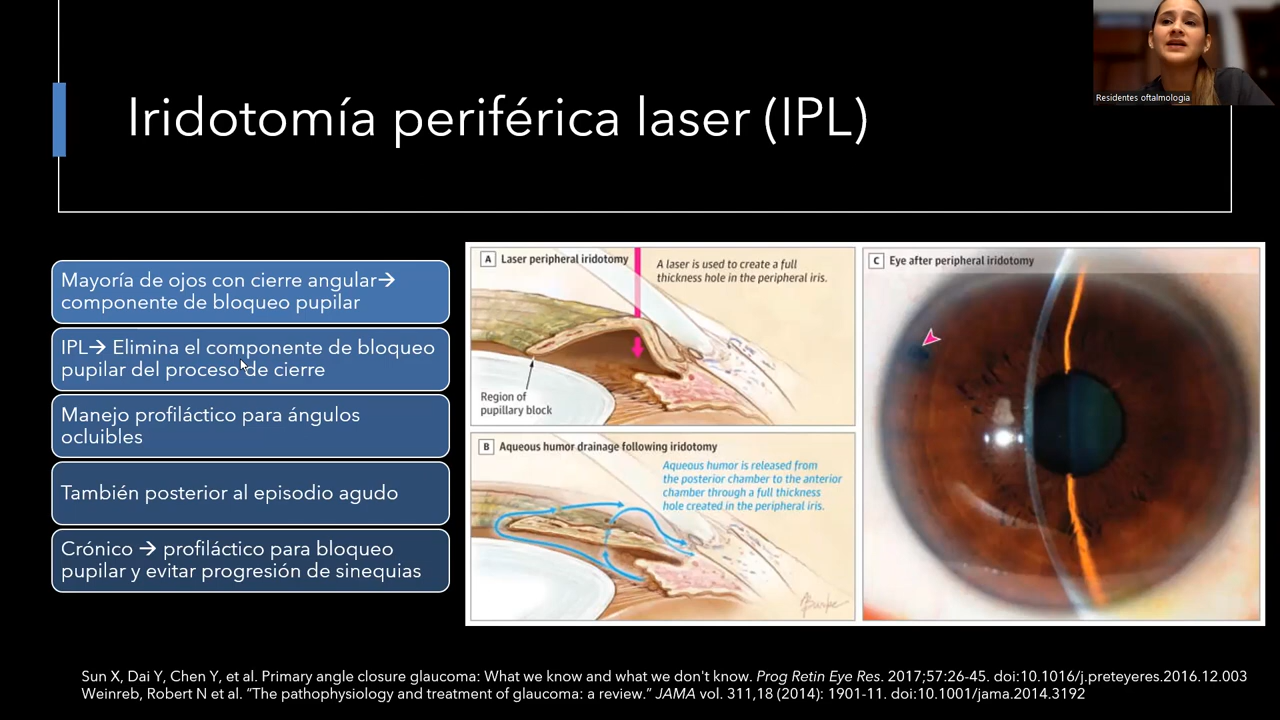 Residentes oftalmologia
Iridotomía periférica laser (IPL)
Mayoría de ojos con cierre angular→
componente de bloqueo pupilar
IPL→ Elimina el componente de bloqueo
pupilar del proceso de cierre
Manejo profiláctico para ángulos
ocluibles
También posterior al episodio agudo
Crónico → profiláctico para bloqueo
pupilar y evitar progresión de sinequias
A Laser peripheral iridotomy
A laser is used to create a full
thickness hole in the peripheral iris.
Region of
pupillary block
B Aqueous humor drainage following iridotomy
Aqueous humor is released from
the posterior chamber to the anterior
chamber through a full thickness
hole created in the peripheral iris.
C Eye after peripheral iridotomy
Sun X, Dai Y, Chen Y, et al. Primary angle closure glaucoma: What we know and what we don't know. Prog Retin Eye Res. 2017;57:26-45. doi:10.1016/j.preteyeres.2016.12.003
Weinreb, Robert N et al. “The pathophysiology and treatment of glaucoma: a review.” JAMA vol. 311,18 (2014): 1901-11. doi:10.1001/jama.2014.3192